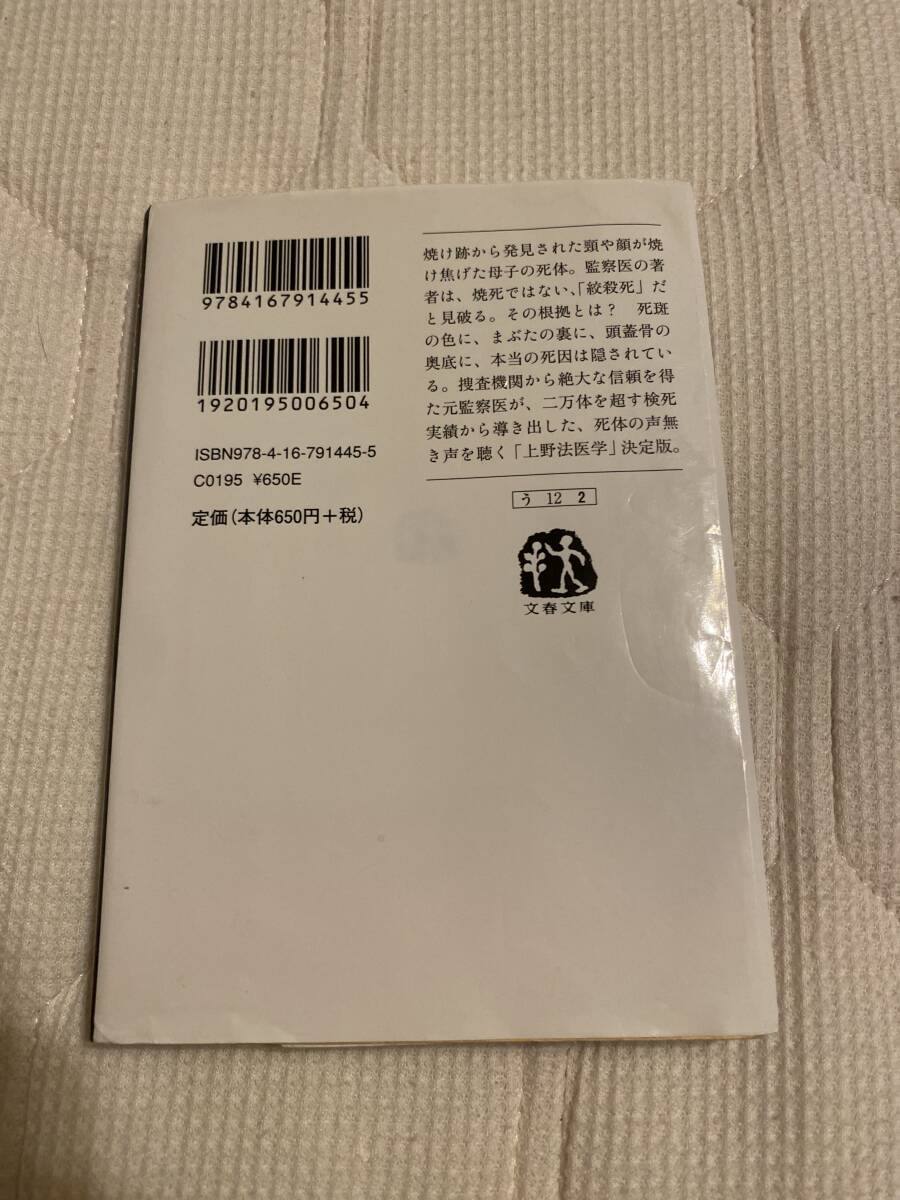 9784167914455
1920195006504
ISBN978-4-16-791445-5
C0195 ¥650E
定価(本体650円+税)
焼け跡から発見された頸や顔が焼
け焦げた母子の死体。監察医の著
者は、焼死ではない、「絞殺死」だ
と見破る。その根拠とは? 死斑
の色に、まぶたの裏に、頭蓋骨の
奥底に、本当の死因は隠されてい
る。捜査機関から絶大な信頼を得
た元監察医が、二万体を超す検死
実績から導き出した、死体の声無
き声を聴く「上野法医学」決定版。
う 12 2
文春文庫